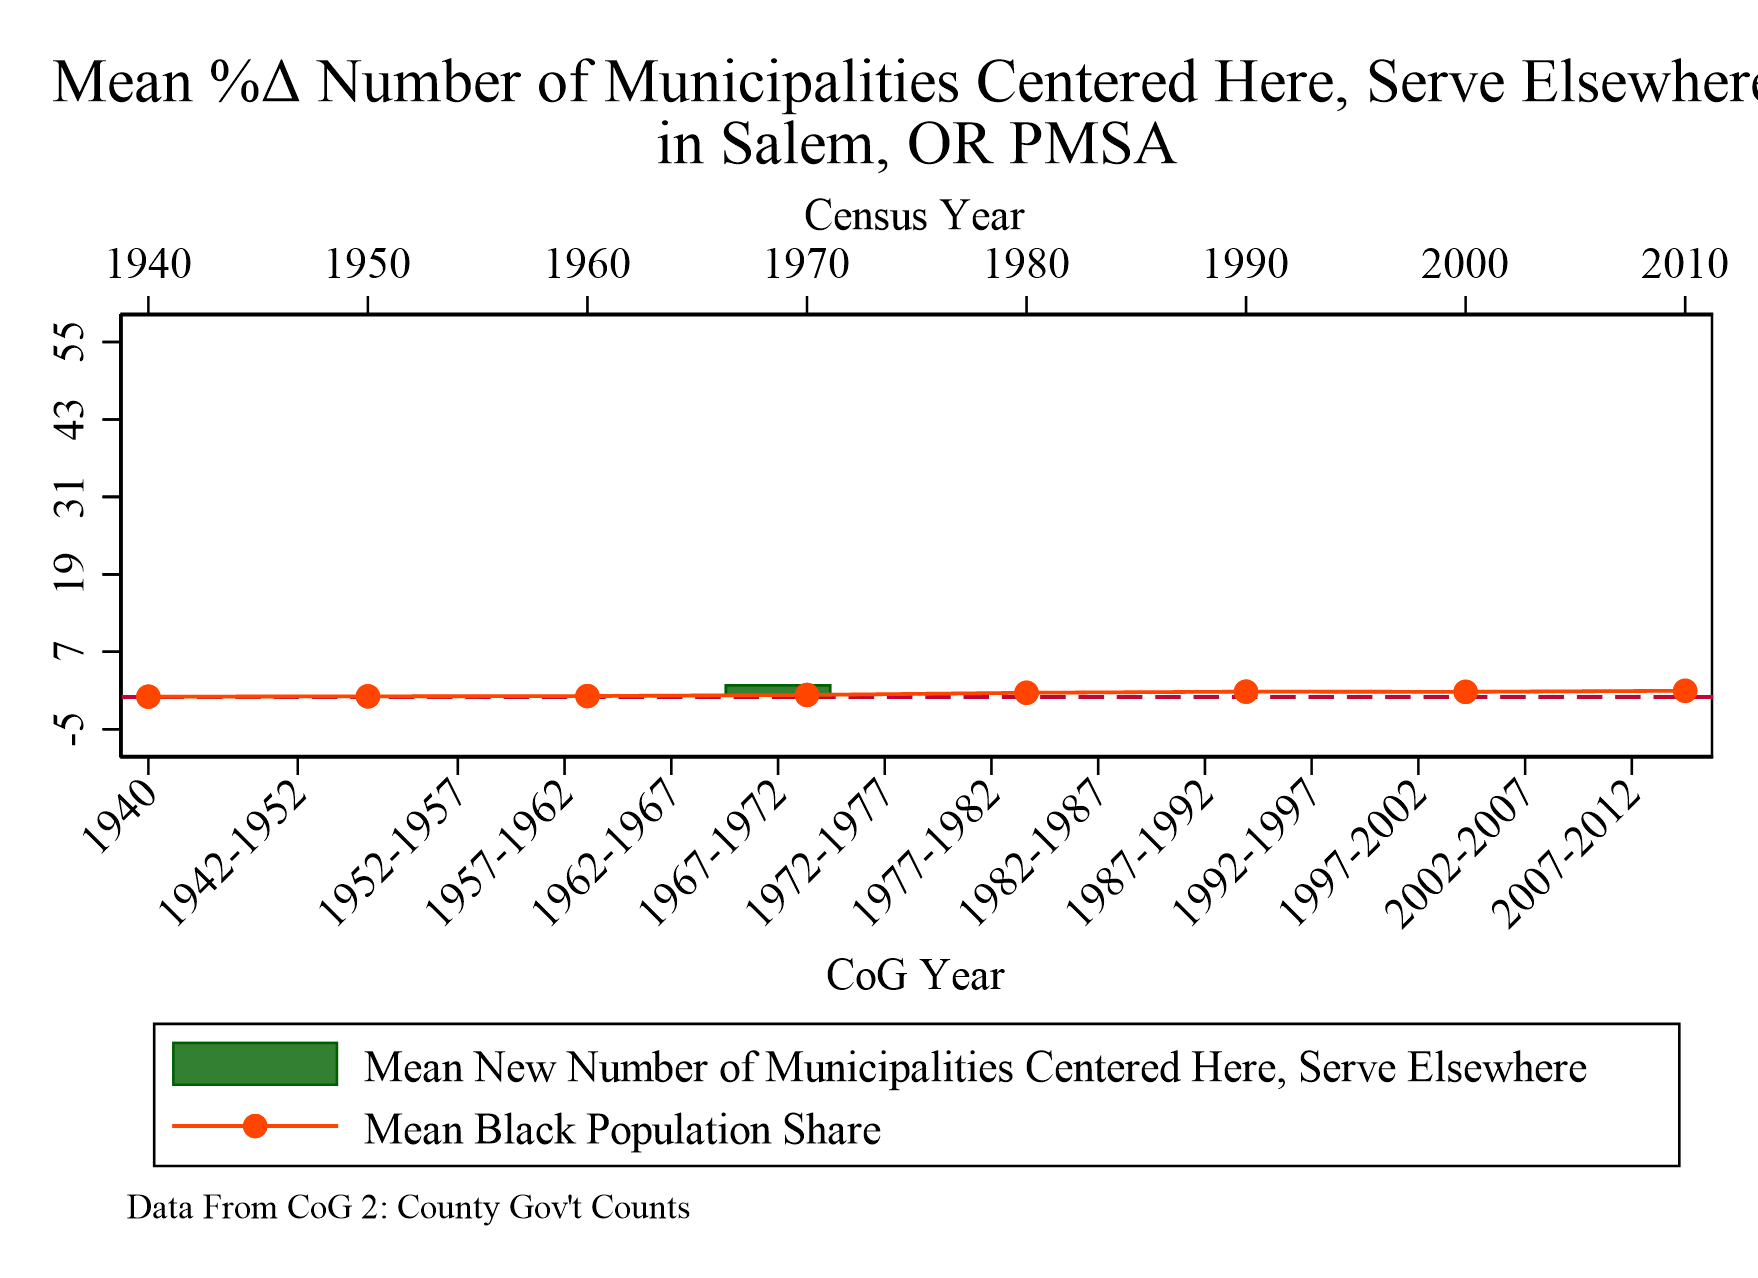 Mean %Δ Number of Municipalities Centered Here, Serve Elsewhere
in Salem, OR PMSA
Census Year
1940 1950 1960 1970 1980 1990 2000 2010
55
43
31
19
7
-5
1940 1942-1952 1952-1957 1957-1962 1962-1967 1967-1972 1972-1977 1977-1982 1982-1987 1987-1992 1992-1997 1997-2002 2002-2007 2007-2012
CoG Year
Mean New Number of Municipalities Centered Here, Serve Elsewhere
Mean Black Population Share
Data From CoG 2: County Gov't Counts